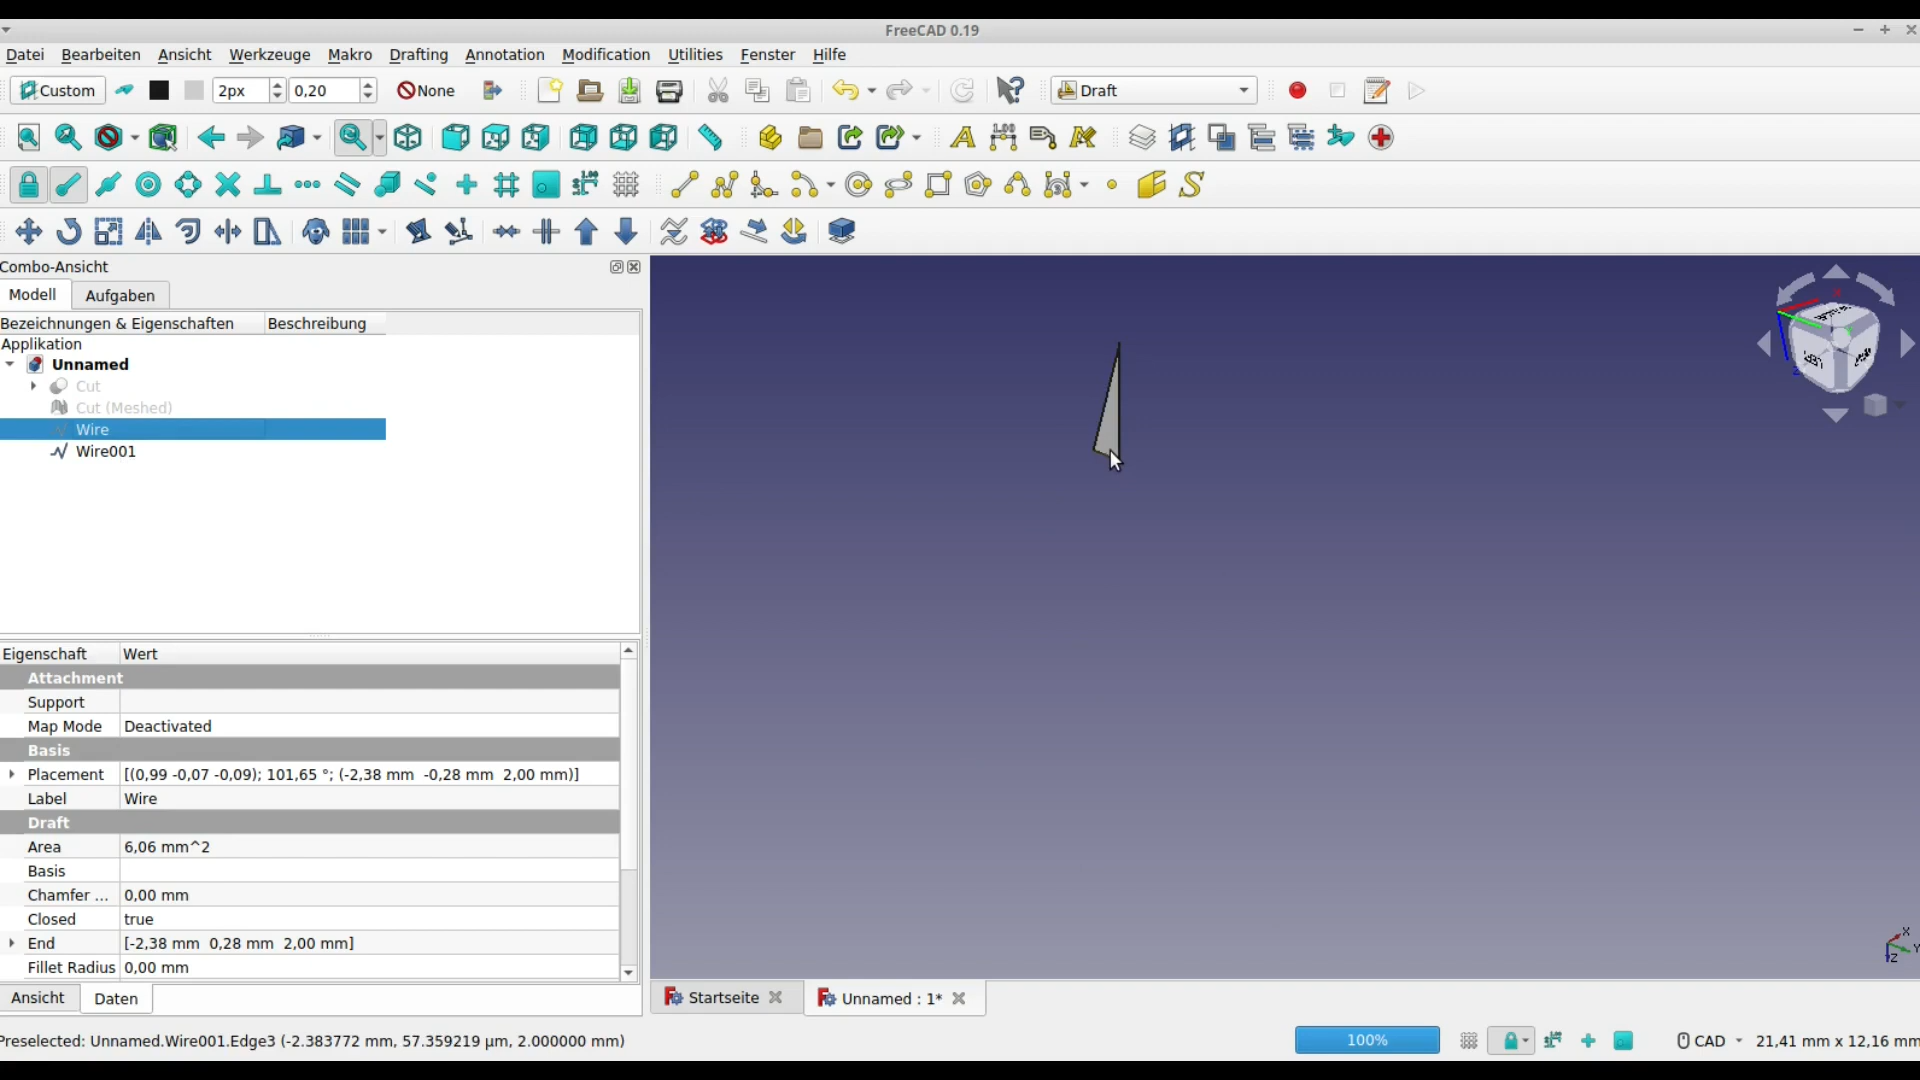 FreeCAD 0.19
Datei Bearbeiten Ansicht Werkzeuge Makro Drafting Annotation Modification Utilities Fenster Hilfe
Custom 2px 0,20 None Draft
Combo-Ansicht
Modell Aufgaben
Bezeichnungen & Eigenschaften Beschreibung
Applikation
Unnamed
Cut
Cut (Meshed)
Wire
Wire001
Eigenschaft Wert
Attachment
Support
Map Mode Deactivated
Basis
Placement [(0,99 -0,07 -0,09); 101,65 °; (-2,38 mm -0,28 mm 2,00 mm)]
Label Wire
Draft
Area 6,06 mm^2
Basis
Chamfer ... 0,00 mm
Closed true
End [-2,38 mm 0,28 mm 2,00 mm]
Fillet Radius 0,00 mm
Ansicht Daten
X
Y
Z
Startseite Unnamed : 1*
Preselected: Unnamed.Wire001.Edge3 (-2.383772 mm, 57.359219 µm, 2.000000 mm)
100% CAD 21,41 mm x 12,16 mm